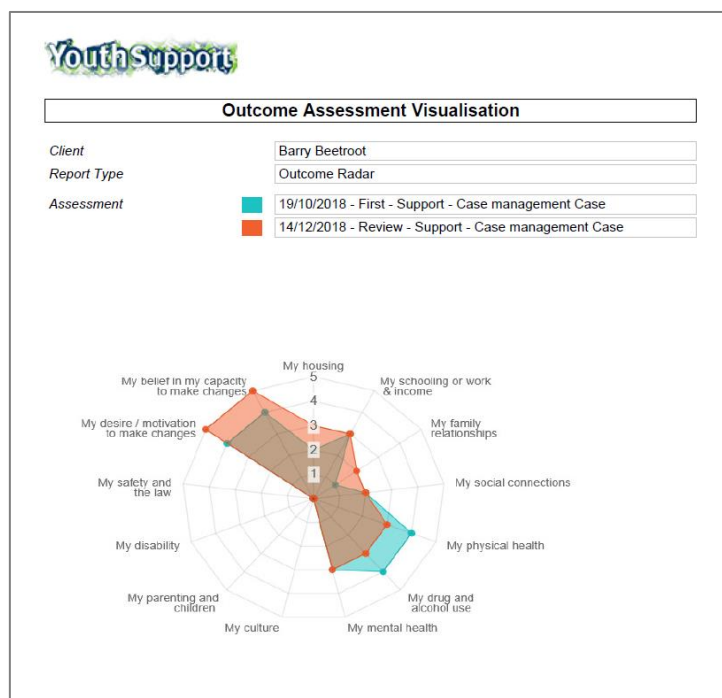 YouthSupport
Outcome Assessment Visualisation
Client
Barry Beetroot
Report Type
Outcome Radar
Assessment
19/10/2018 - First - Support - Case management Case
14/12/2018 - Review - Support - Case management Case
My housing
5
4
3
2
1
My schooling or work
& income
My family
relationships
My social connections
My physical health
My drug and
alcohol use
My mental health
My culture
My parenting and
children
My disability
My safety and
the law
My desire / motivation
to make changes
My belief in my capacity
to make changes